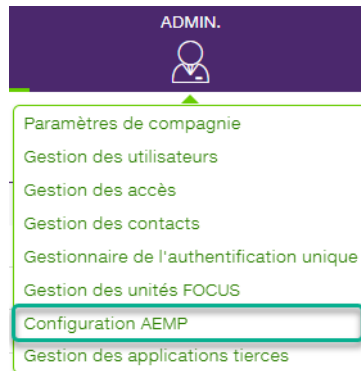 ADMIN.
Paramètres de compagnie
Gestion des utilisateurs
Gestion des accès
Gestion des contacts
Gestionnaire de l'authentification unique
Gestion des unités FOCUS
Configuration AEMP
Gestion des applications tierces